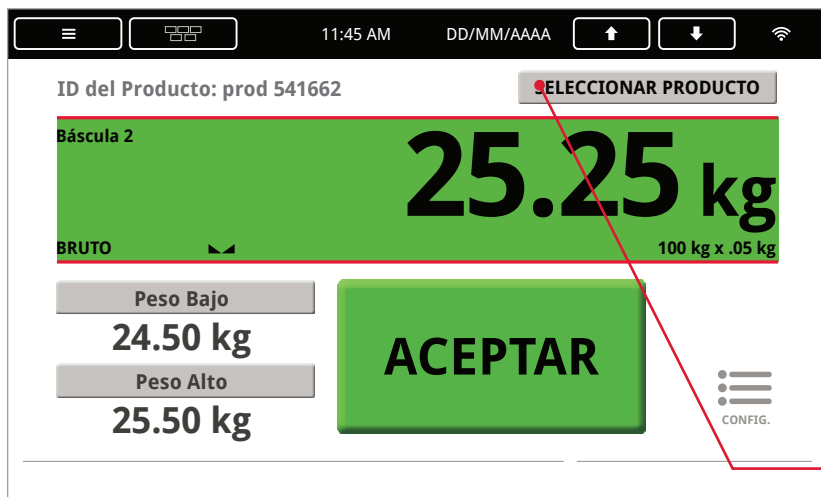 11:45 AM DD/MM/AAAA
ID del Producto: prod 541662 SELECCIONAR PRODUCTO
Báscula 2
25.25 kg
BRUTO 100 kg x .05 kg
Peso Bajo
24.50 kg
ACEPTAR
Peso Alto
25.50 kg
CONFIG.